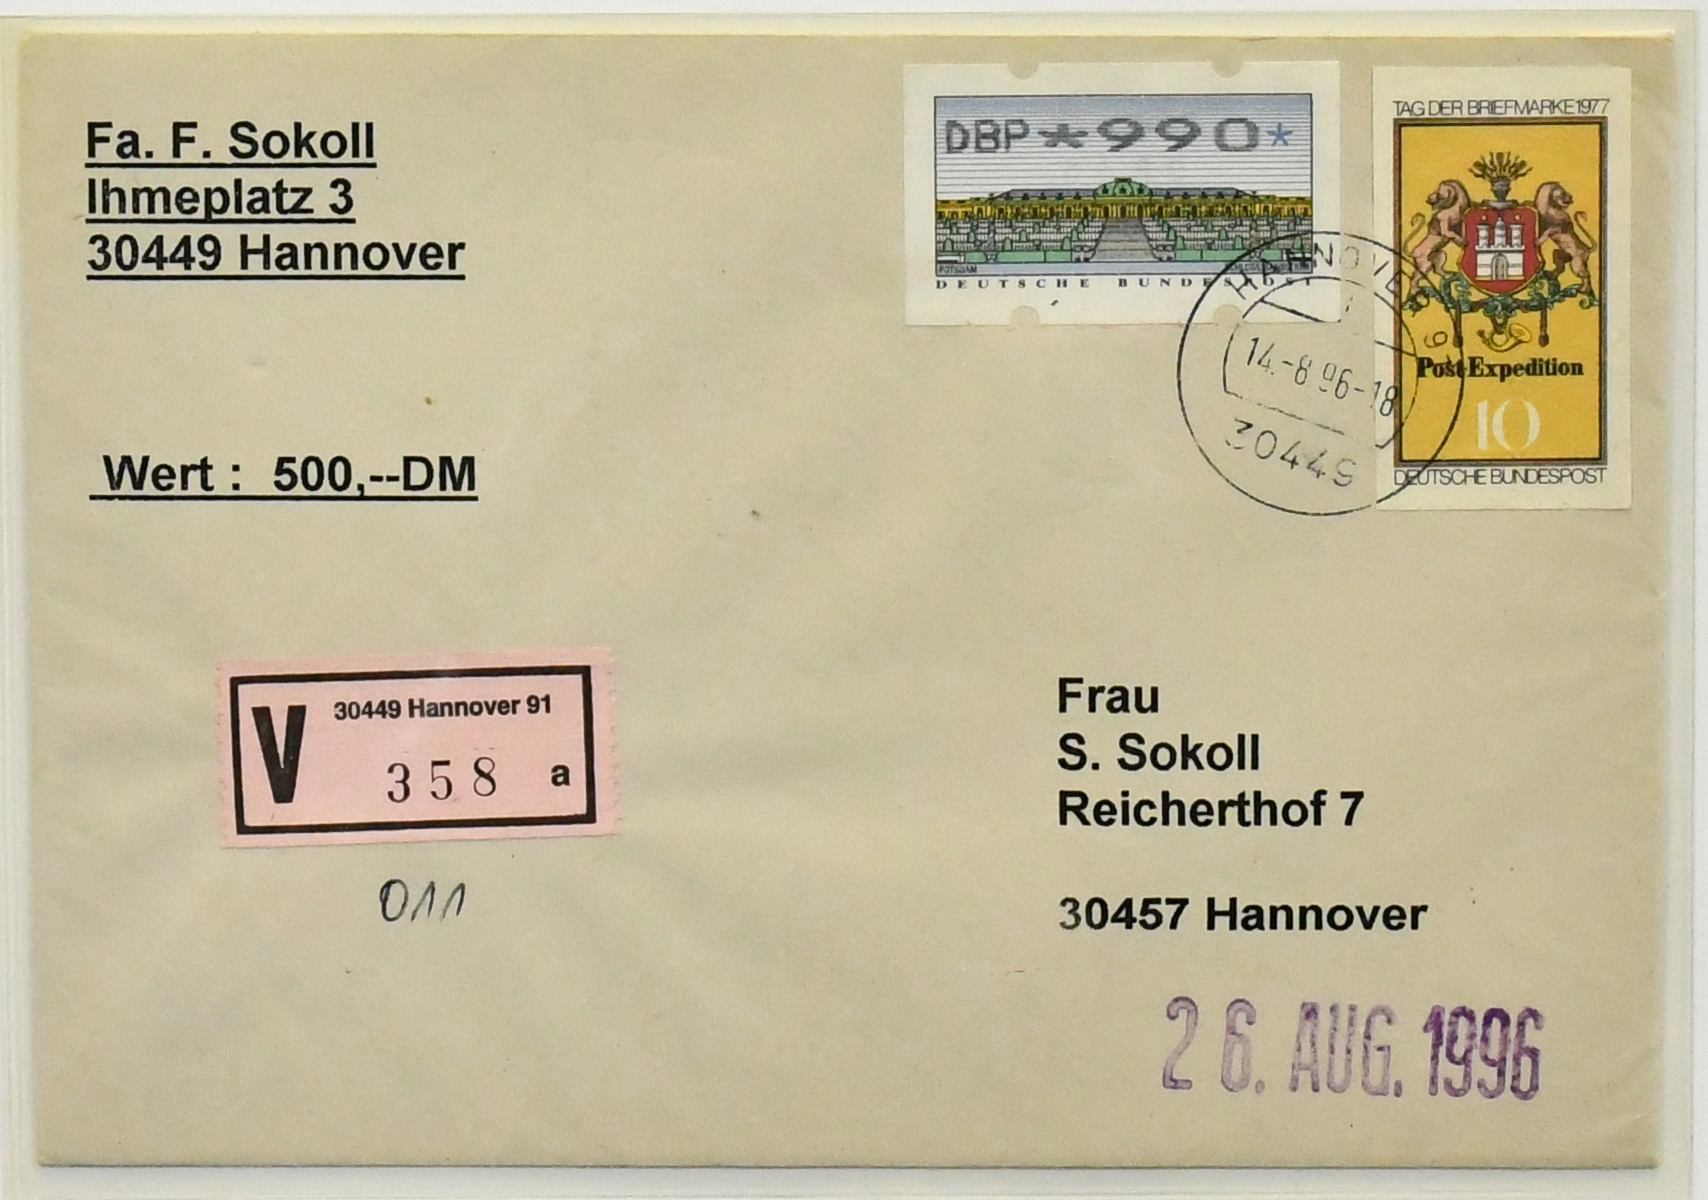 Fa. F. Sokoll
Ihmeplatz 3
30449 Hannover
Wert : 500,--DM
DBP*990*
POTSDAM
DEUTSCHE BUNDESPOST
TAG DER BRIEFMARKE 1977
Post-Expedition
10
DEUTSCHE BUNDESPOST
HANNOVER 91
14.-8.96-18
30449
V
30449 Hannover 91
358 a
011
Frau
S. Sokoll
Reicherthof 7
30457 Hannover
26. AUG. 1996